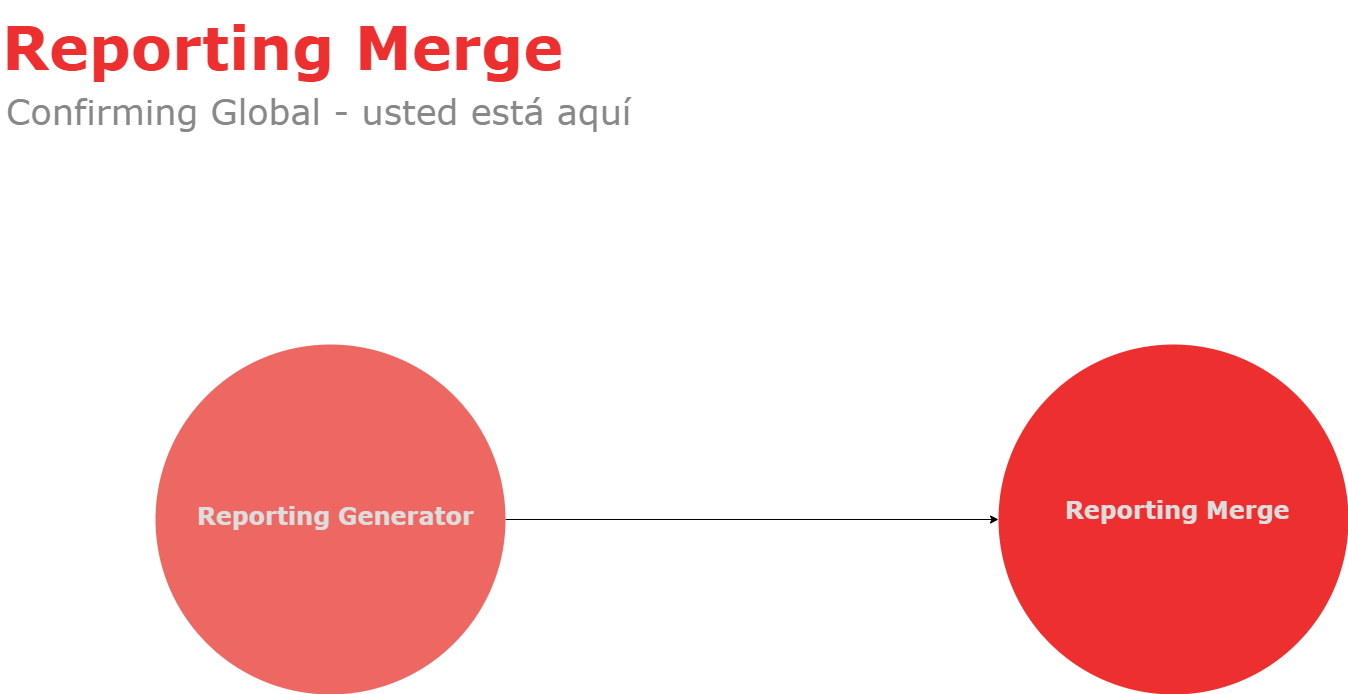 Reporting Merge
Confirming Global - usted está aquí
Reporting Generator
Reporting Merge